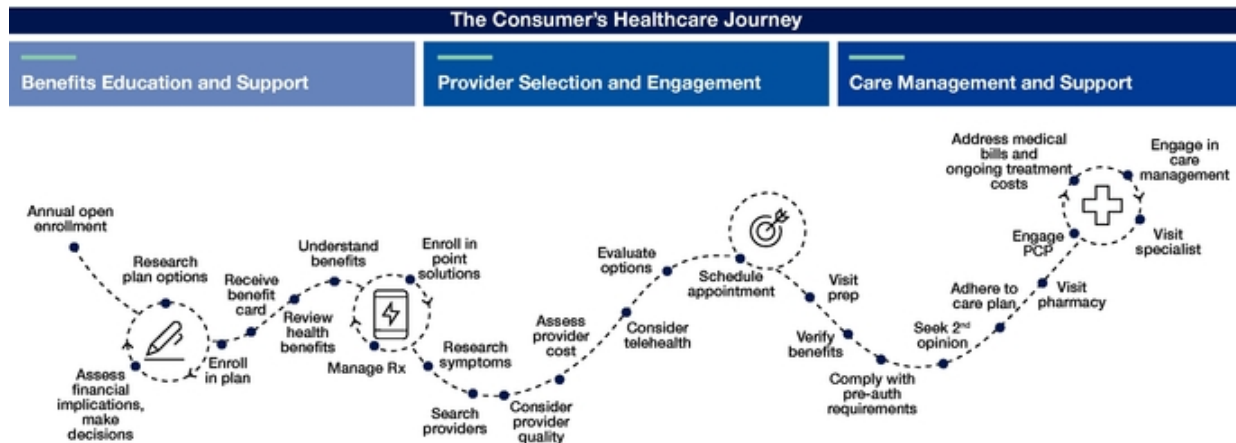 The Consumer's Healthcare Journey
Benefits Education and Support
Provider Selection and Engagement
Care Management and Support
Annual open
enrollment
Research
plan options
Assess
financial
implications,
make
decisions
Enroll
in plan
Receive
benefit
card
Review
health
benefits
Understand
benefits
Enroll in
point
solutions
Manage Rx
Research
symptoms
Search
providers
Consider
provider
quality
Assess
provider
cost
Consider
telehealth
Evaluate
options
Schedule
appointment
Visit
prep
Verify
benefits
Comply with
pre-auth
requirements
Seek 2nd
opinion
Adhere to
care plan
Visit
pharmacy
Engage
PCP
Address medical
bills and
ongoing treatment
costs
Engage in
care
management
Visit
specialist